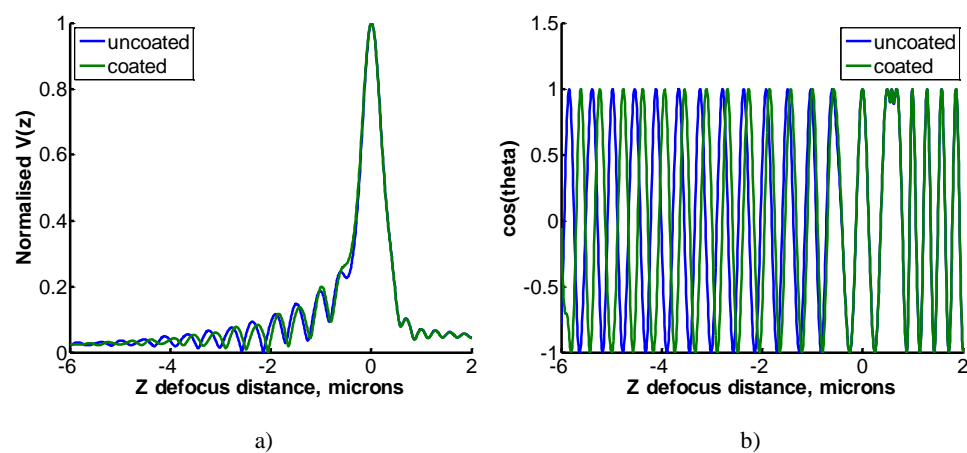 1
0.8
0.6
0.4
0.2
0
-6
-4
-2
0
2
Normalised V(z)
Z defocus distance, microns
uncoated
coated
a)
1.5
1
0.5
0
-0.5
-1
-6
-4
-2
0
2
cos(theta)
Z defocus distance, microns
uncoated
coated
b)